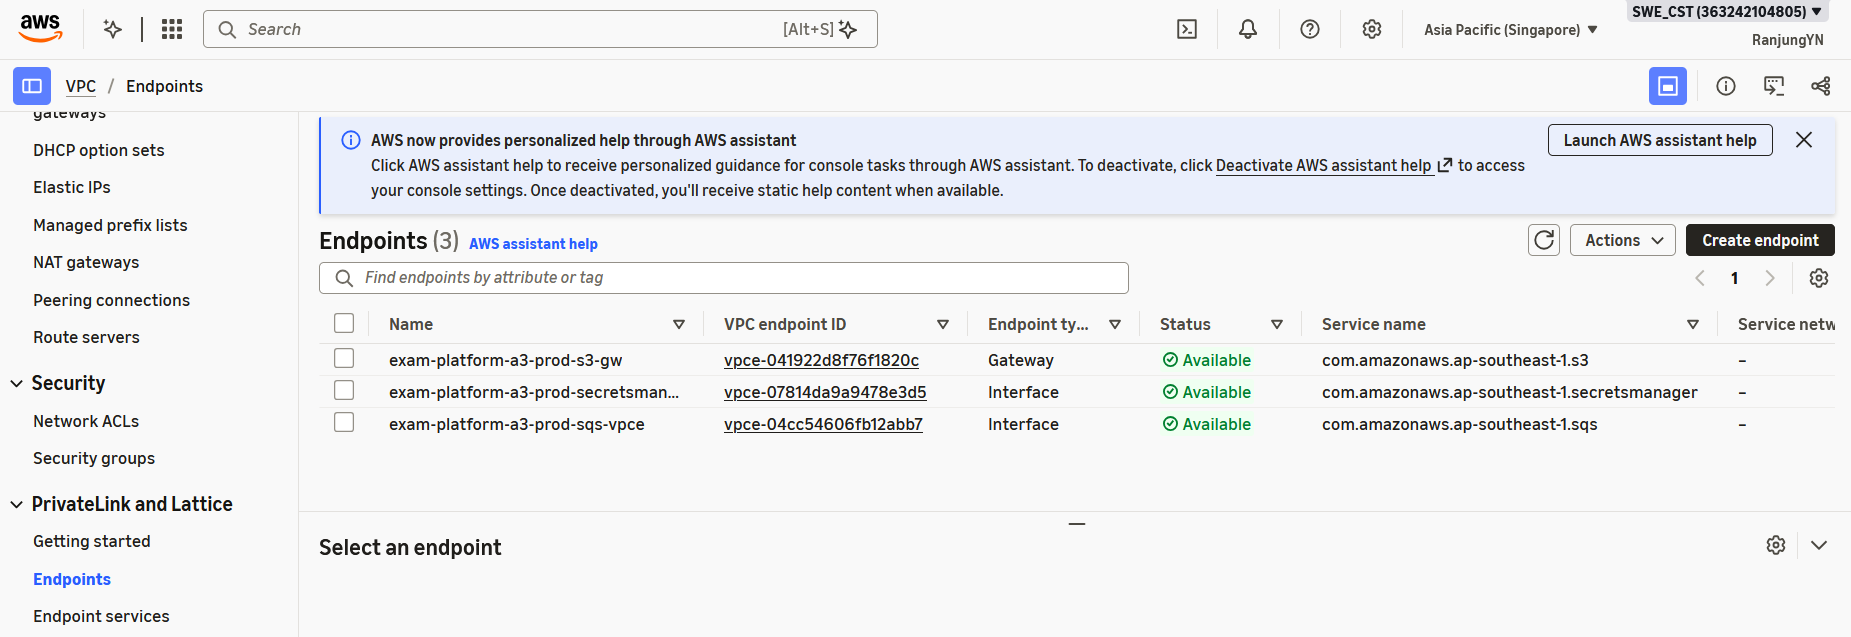 aws
Search [Alt+S]
Asia Pacific (Singapore)
SWE_CST (363242104805)
RanjungYN
VPC / Endpoints
gateways
DHCP option sets
Elastic IPs
Managed prefix lists
NAT gateways
Peering connections
Route servers
Security
Network ACLs
Security groups
PrivateLink and Lattice
Getting started
Endpoints
Endpoint services
AWS now provides personalized help through AWS assistant
Click AWS assistant help to receive personalized guidance for console tasks through AWS assistant. To deactivate, click Deactivate AWS assistant help to access
your console settings. Once deactivated, you'll receive static help content when available.
Launch AWS assistant help
Endpoints (3) AWS assistant help
Actions
Create endpoint
Find endpoints by attribute or tag
1
Name VPC endpoint ID Endpoint ty... Status Service name Service netw
exam-platform-a3-prod-s3-gw vpce-041922d8f76f1820c Gateway Available com.amazonaws.ap-southeast-1.s3 –
exam-platform-a3-prod-secretsman... vpce-07814da9a9478e3d5 Interface Available com.amazonaws.ap-southeast-1.secretsmanager –
exam-platform-a3-prod-sqs-vpce vpce-04cc54606fb12abb7 Interface Available com.amazonaws.ap-southeast-1.sqs –
Select an endpoint